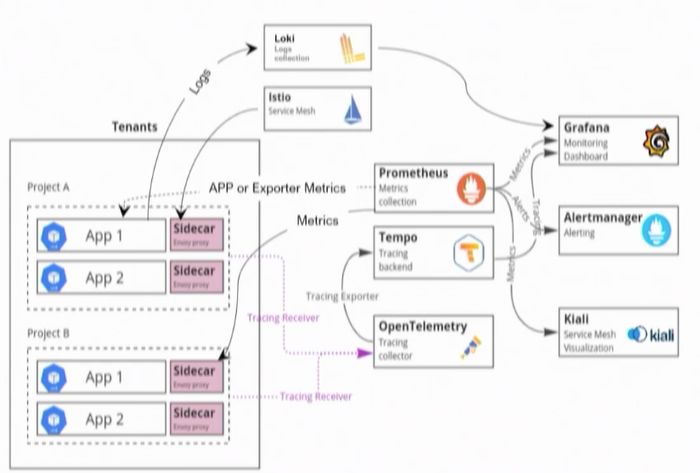 Loki
Logs
collection
Istio
Service Mesh
Logs
Tenants
Project A
App 1
Sidecar
Envoy proxy
App 2
Sidecar
Envoy proxy
Project B
App 1
Sidecar
Envoy proxy
App 2
Sidecar
Envoy proxy
APP or Exporter Metrics
Metrics
Prometheus
Metrics
collection
Tempo
Tracing
backend
Tracing Exporter
Tracing Receiver
OpenTelemetry
Tracing
collector
Tracing Receiver
Metrics
Alerts
Tracings
Metrics
Grafana
Monitoring
Dashboard
Alertmanager
Alerting
Kiali
Service Mesh
Visualization
kiali